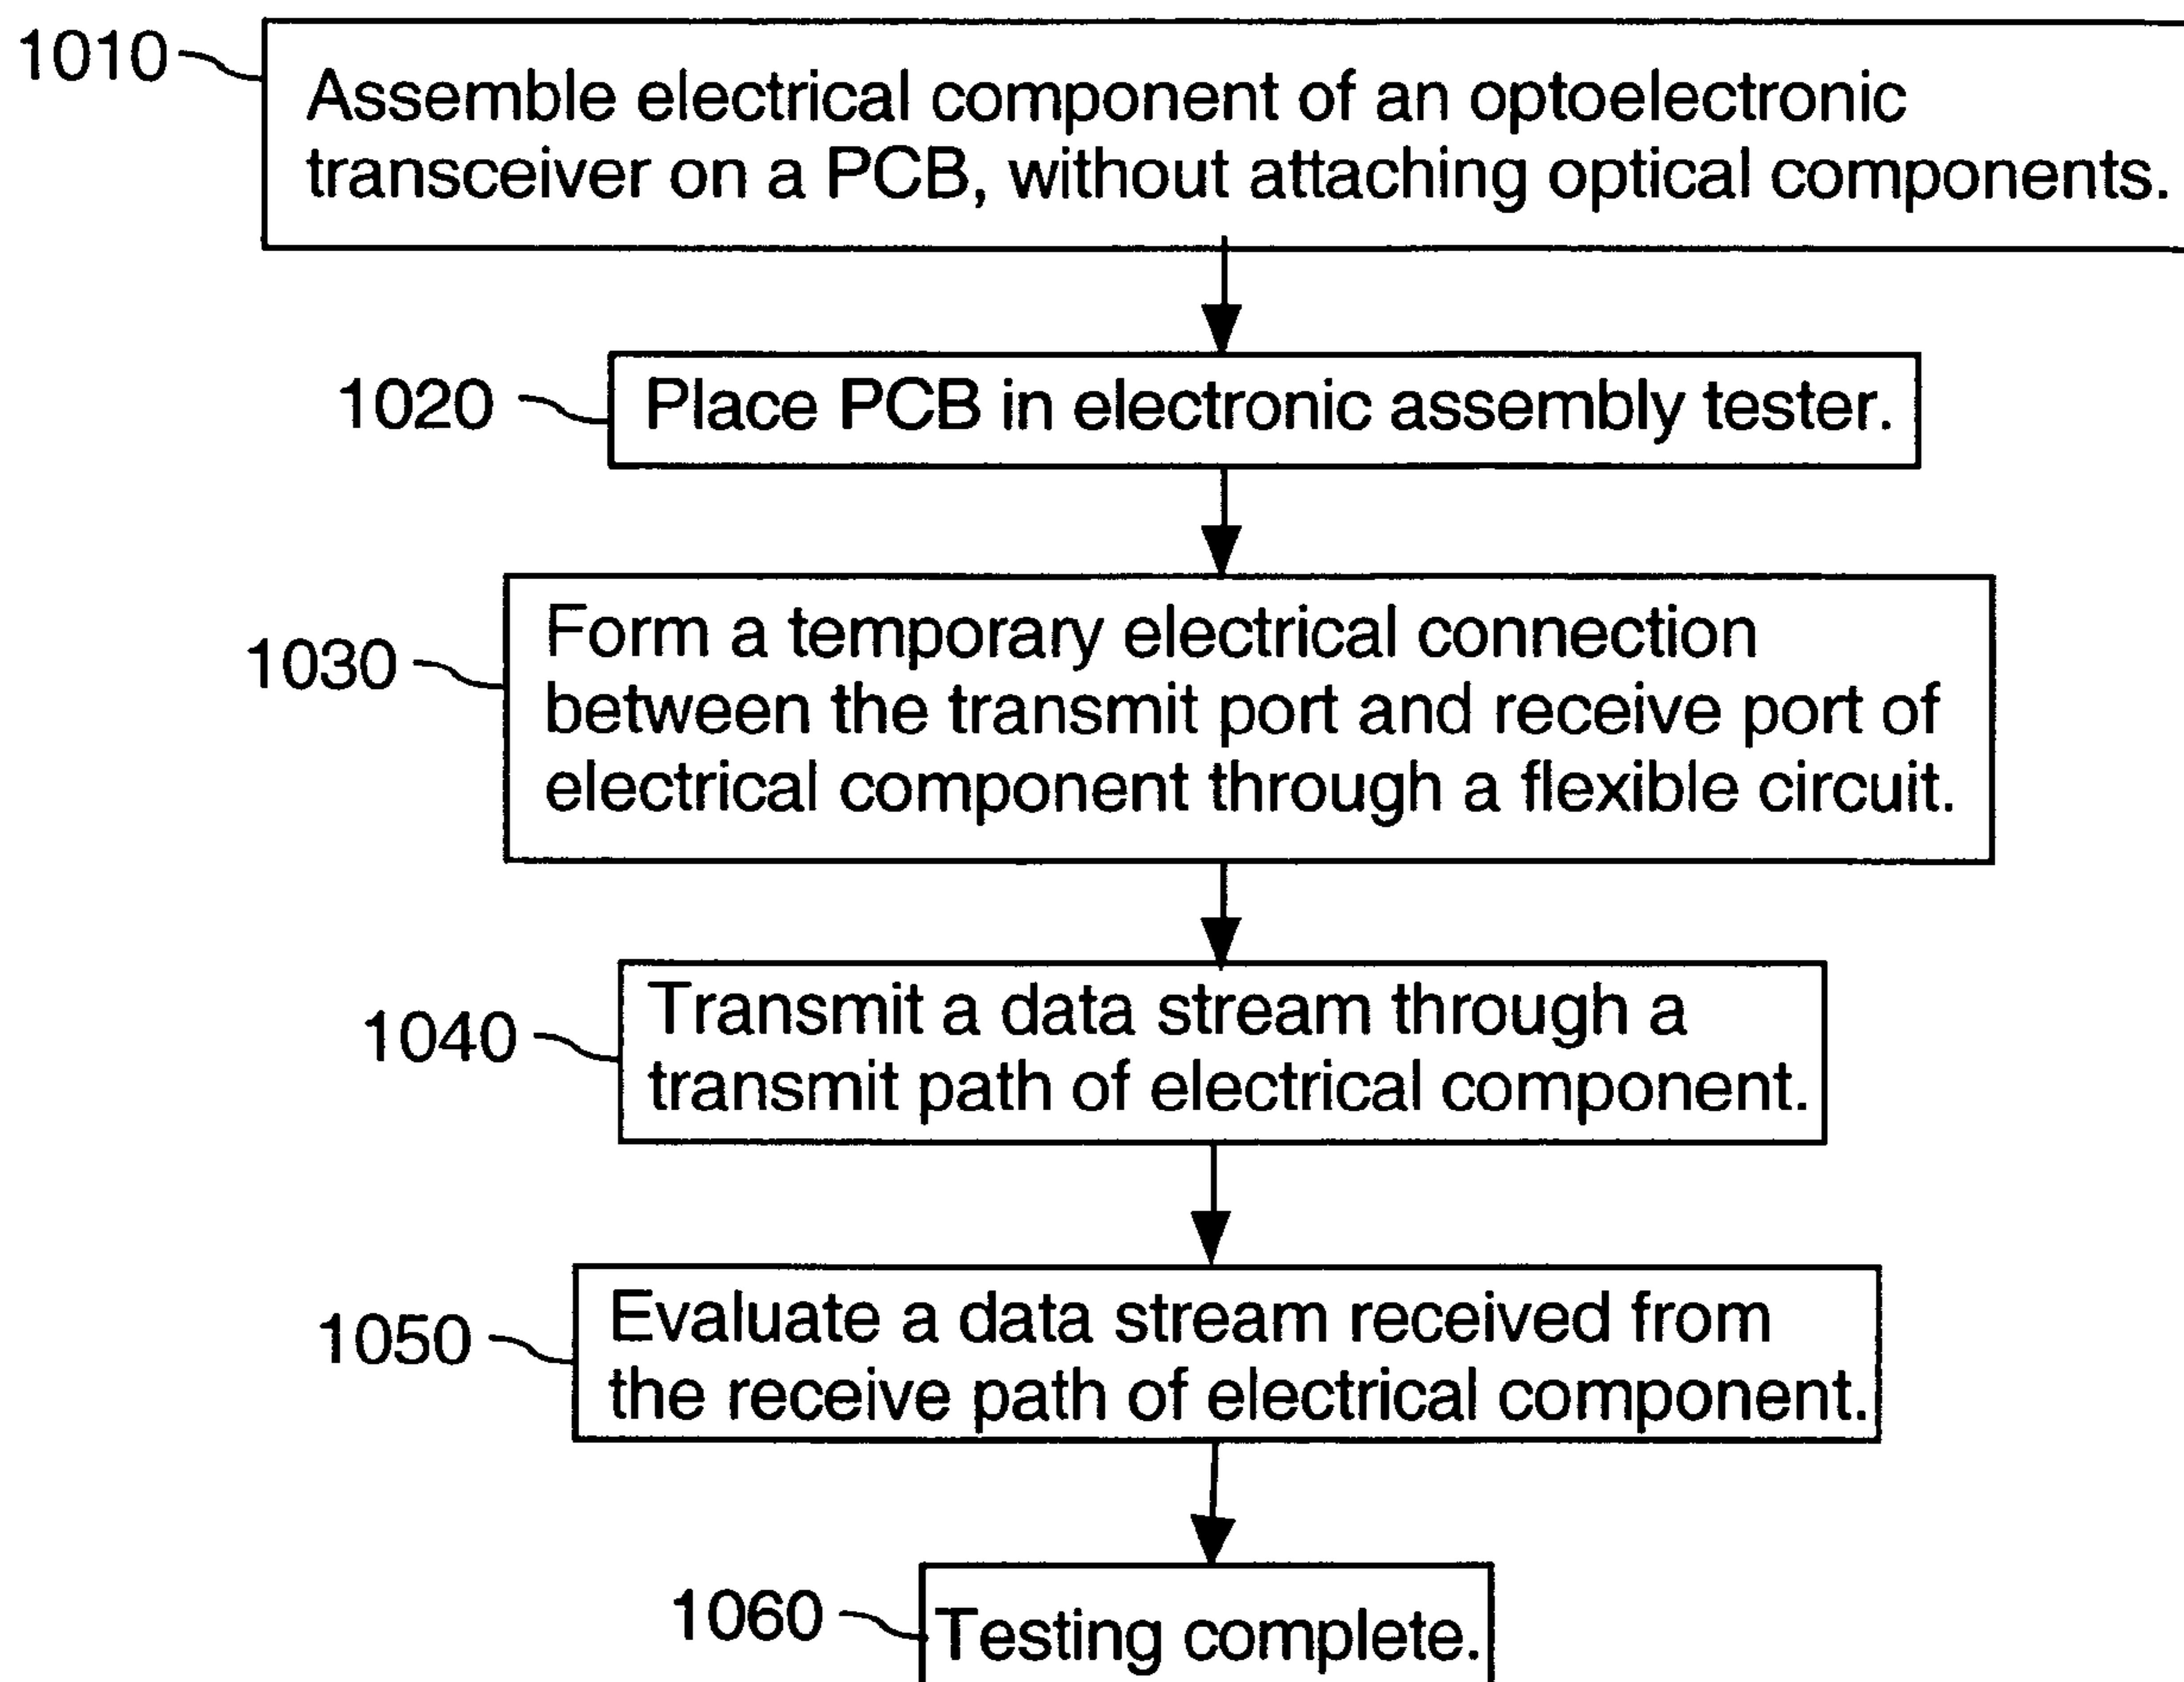 1010
Assemble electrical component of an optoelectronic
transceiver on a PCB, without attaching optical components.
1020
Place PCB in electronic assembly tester.
1030
Form a temporary electrical connection
between the transmit port and receive port of
electrical component through a flexible circuit.
1040
Transmit a data stream through a
transmit path of electrical component.
1050
Evaluate a data stream received from
the receive path of electrical component.
1060
Testing complete.